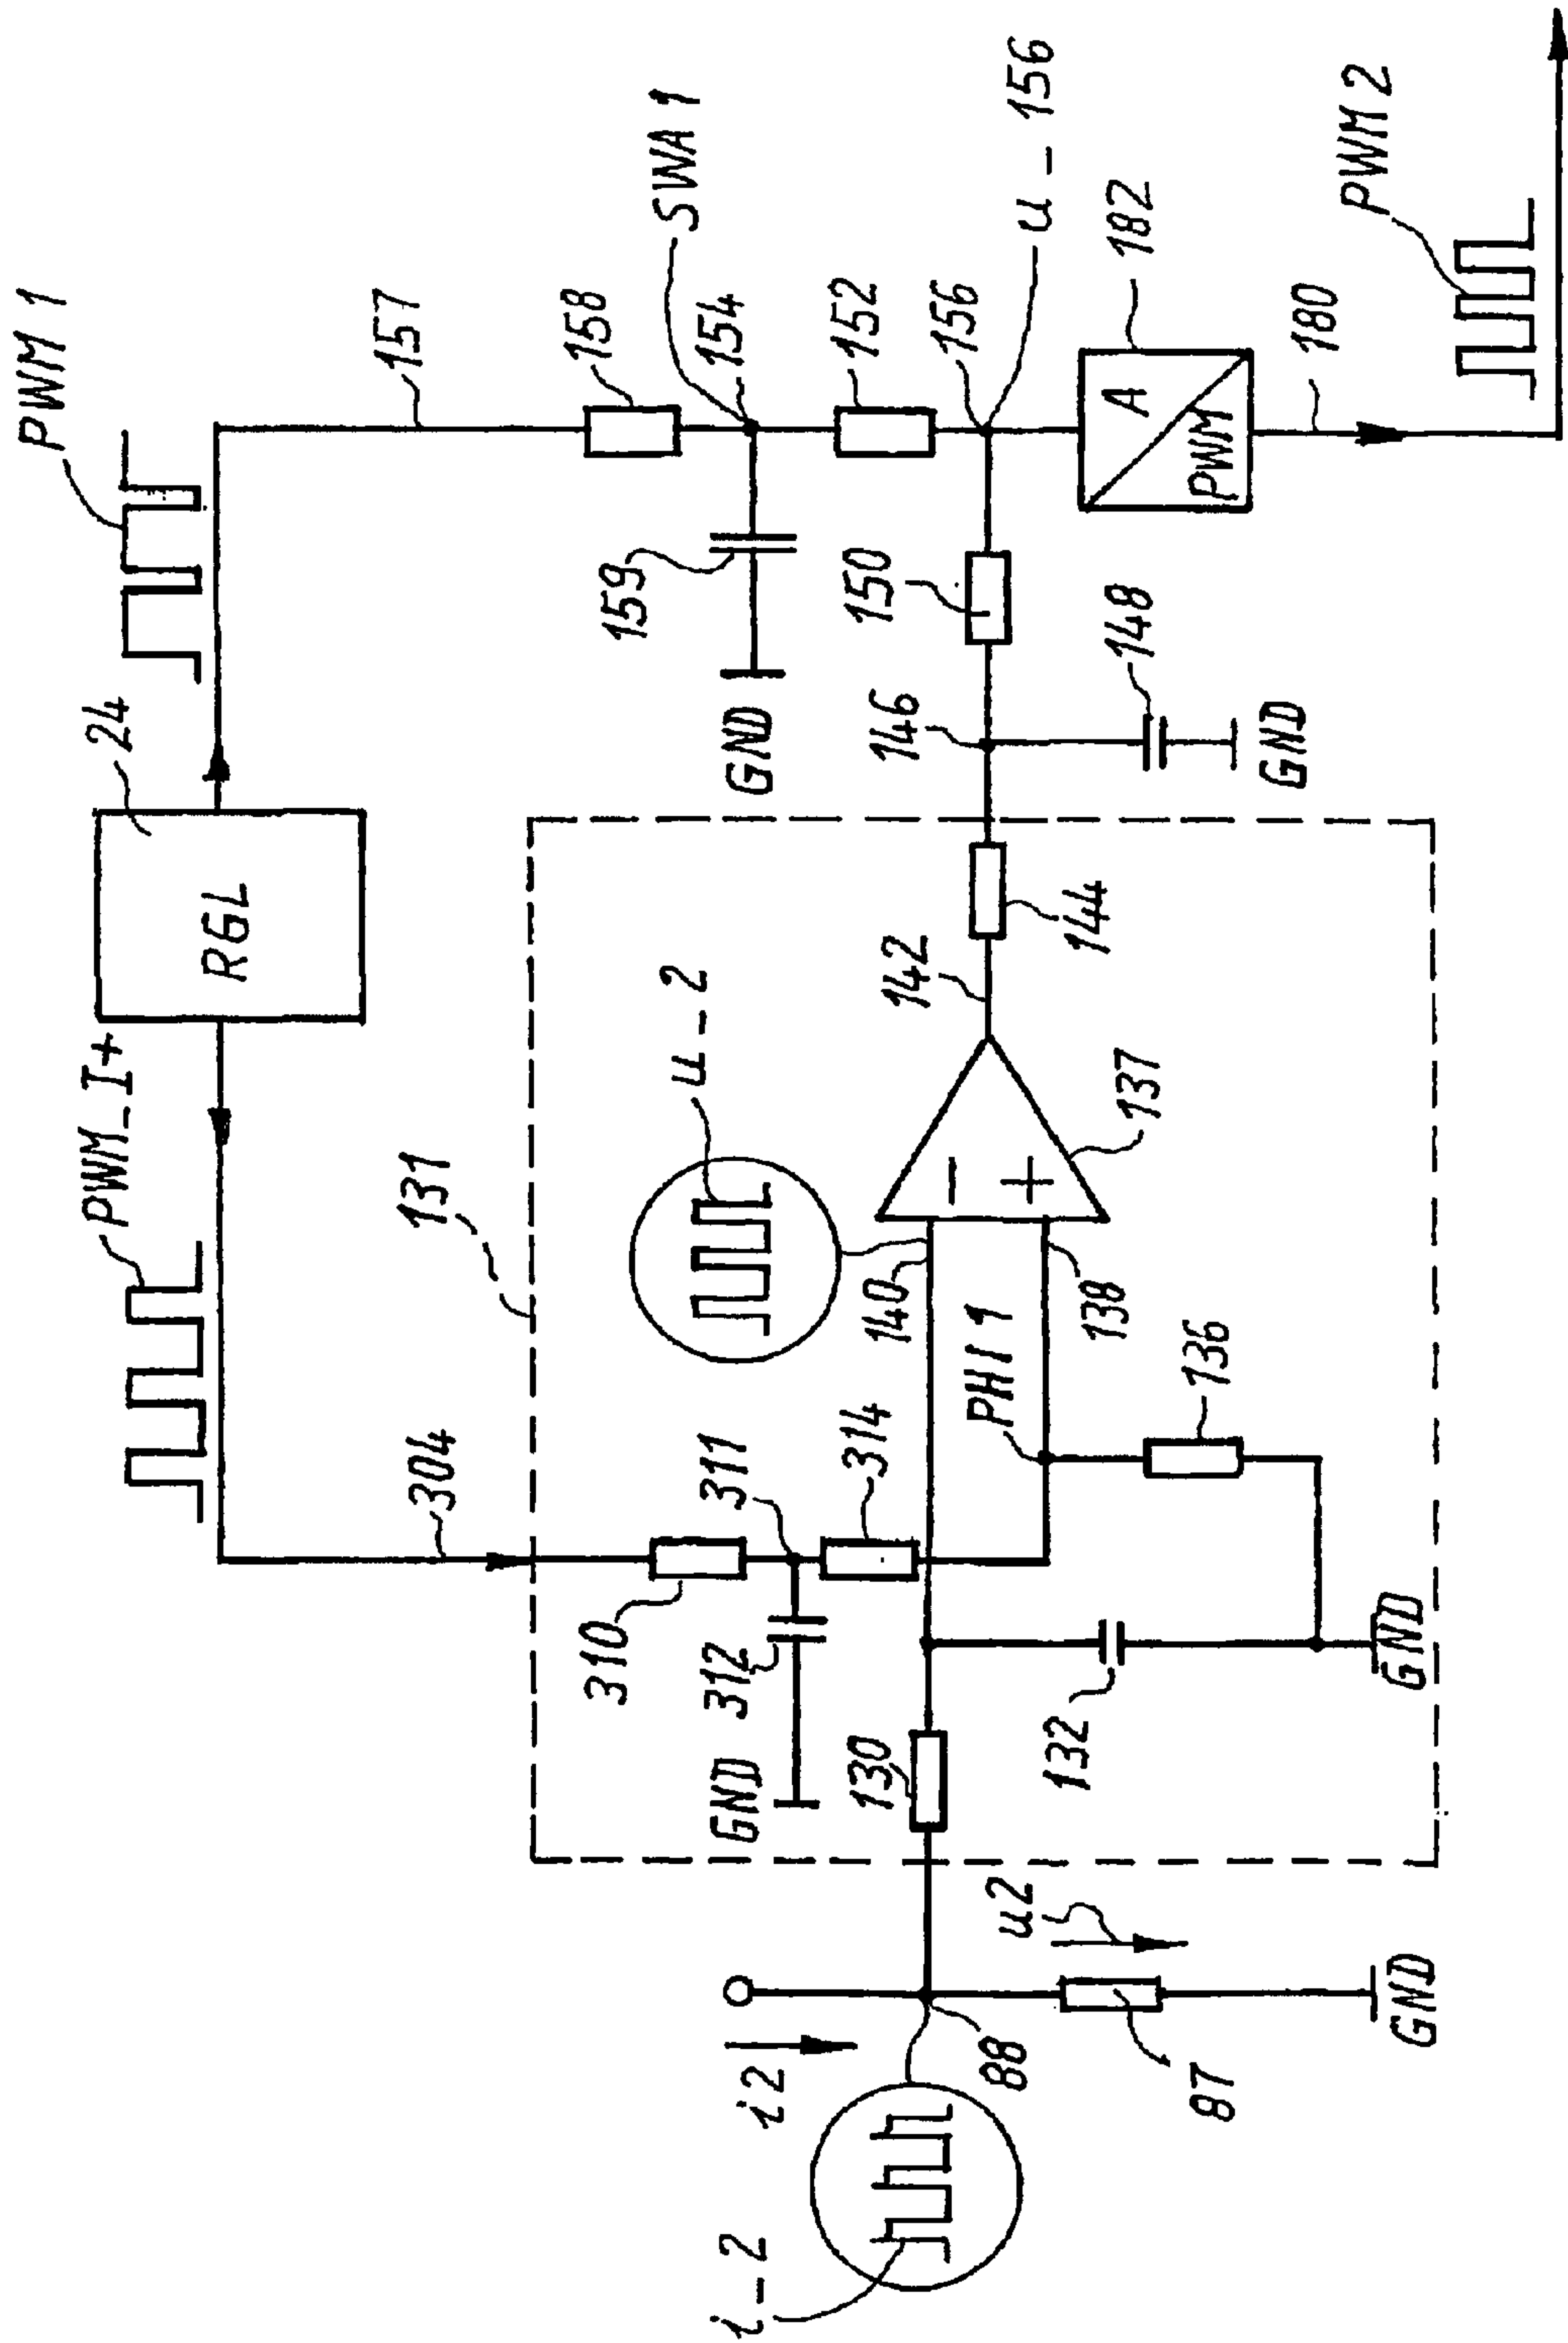 PWM 1
157
158
SWA 1
154
152
156
u - 156
A
PWM
182
180
PWM 2
159
GND
150
146
148
GND
24
RGL
PWM_I+
304
131
u - 2
142
144
137
−
+
140
138
PHI 1
136
311
314
310
312
GND
130
132
GND
i 2
u2
88
87
GND
i - 2